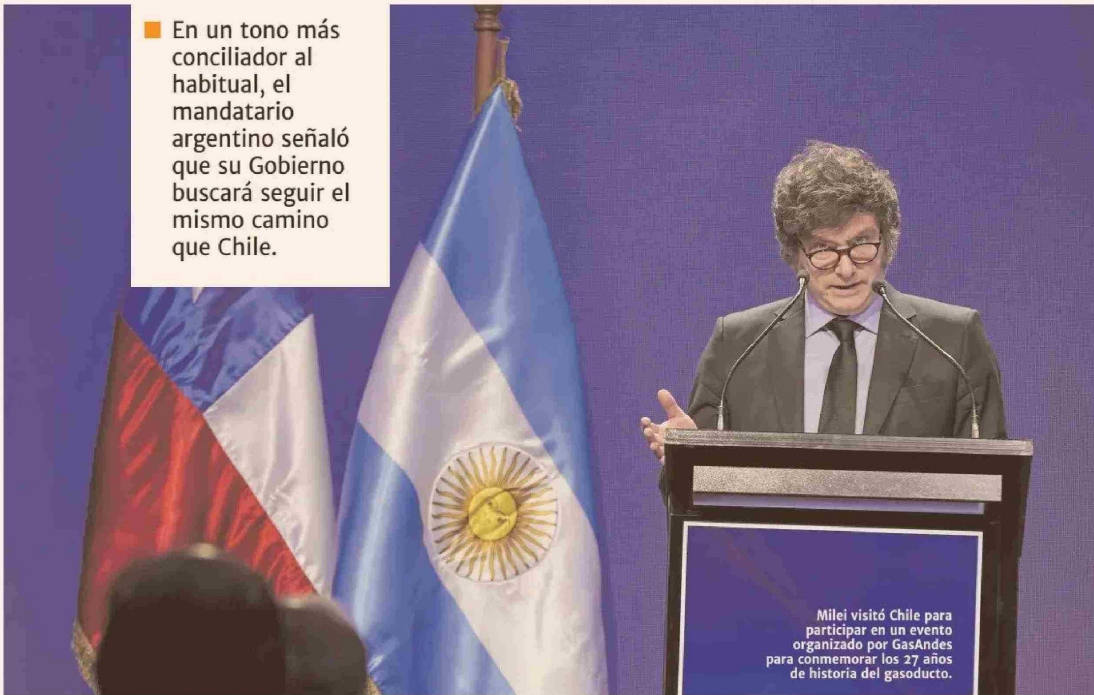 En un tono más
conciliador al
habitual, el
mandatario
argentino señaló
que su Gobierno
buscará seguir el
mismo camino
que Chile.
Milei visitó Chile para
participar en un evento
organizado por GasAndes
para conmemorar los 27 años
de historia del gasoducto.